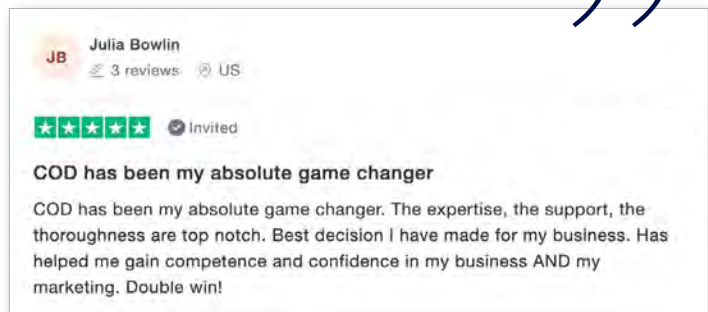 JB
Julia Bowlin
3 reviews US
Invited
COD has been my absolute game changer
COD has been my absolute game changer. The expertise, the support, the
thoroughness are top notch. Best decision I have made for my business. Has
helped me gain competence and confidence in my business AND my
marketing. Double win!